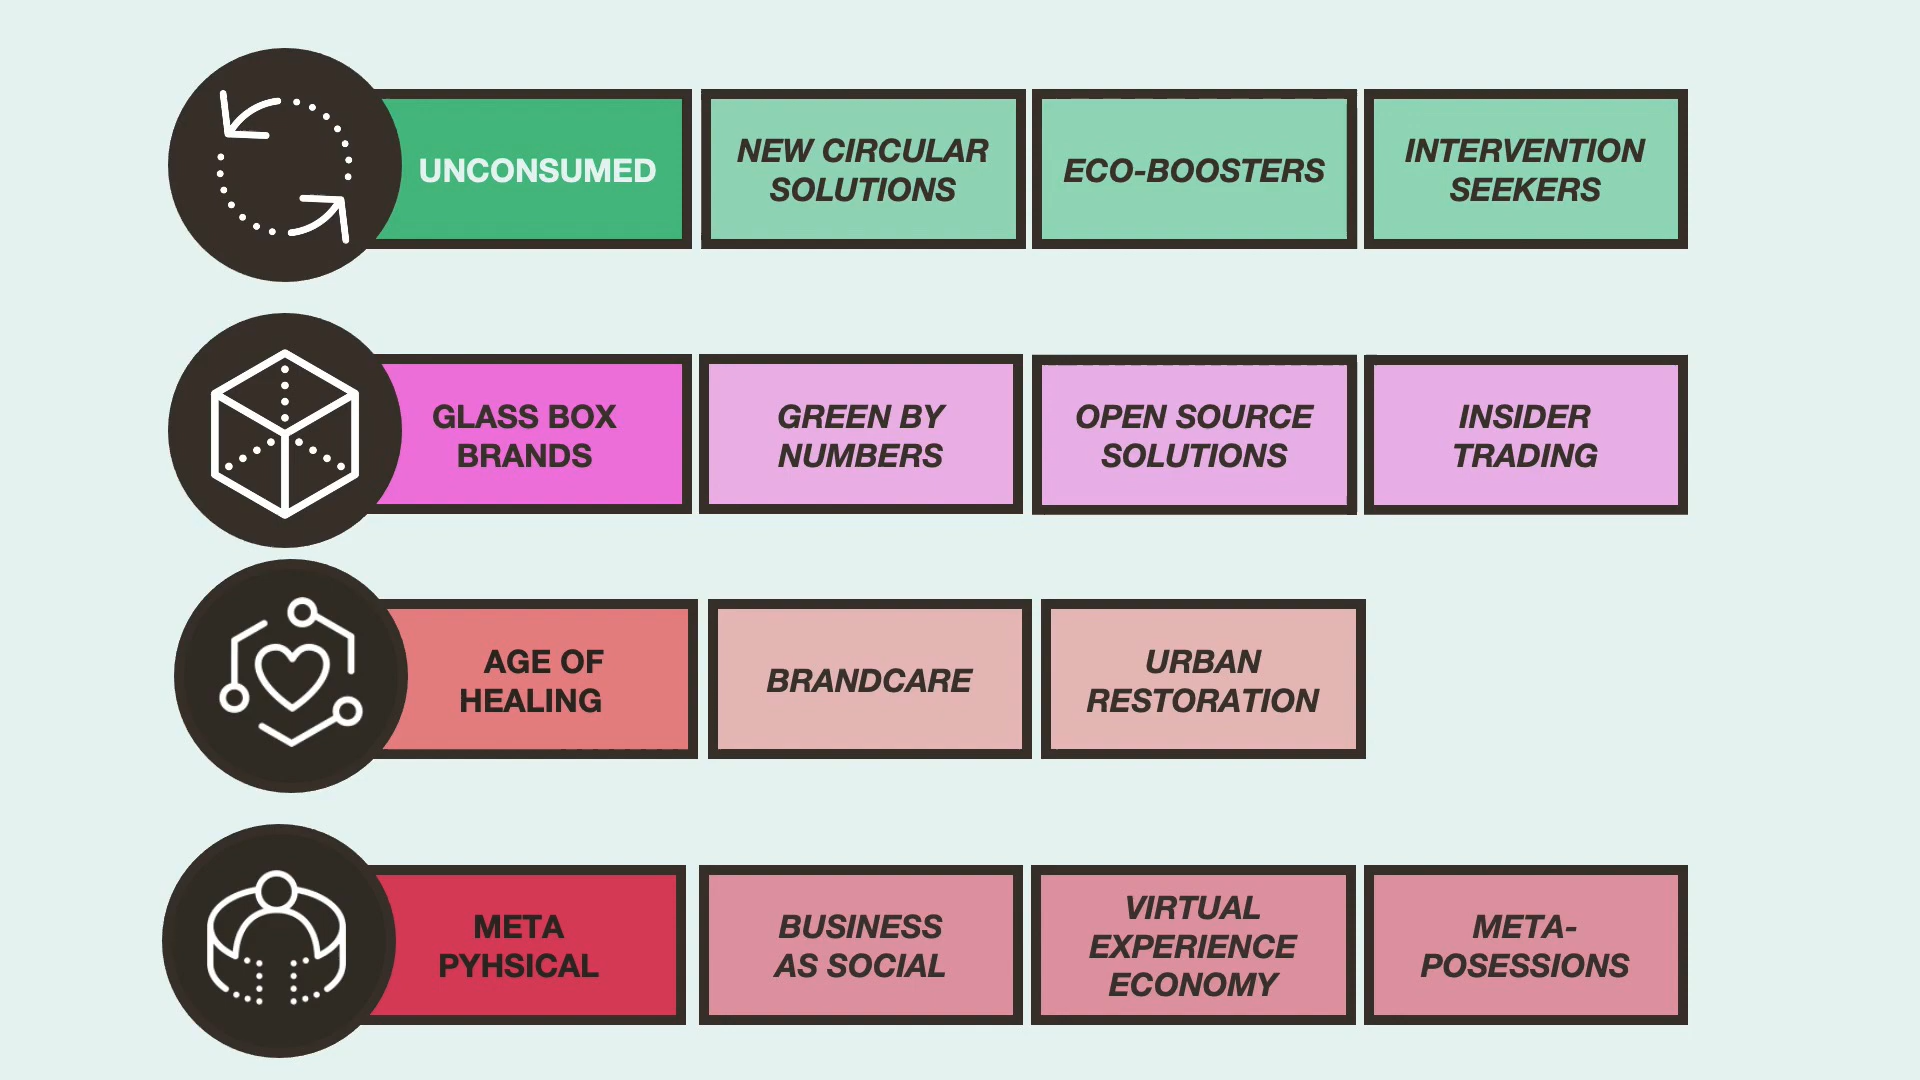 UNCONSUMED
NEW CIRCULAR
SOLUTIONS
ECO-BOOSTERS
INTERVENTION
SEEKERS
GLASS BOX
BRANDS
GREEN BY
NUMBERS
OPEN SOURCE
SOLUTIONS
INSIDER
TRADING
AGE OF
HEALING
BRANDCARE
URBAN
RESTORATION
META
PYHSICAL
BUSINESS
AS SOCIAL
VIRTUAL
EXPERIENCE
ECONOMY
META-
POSESSIONS